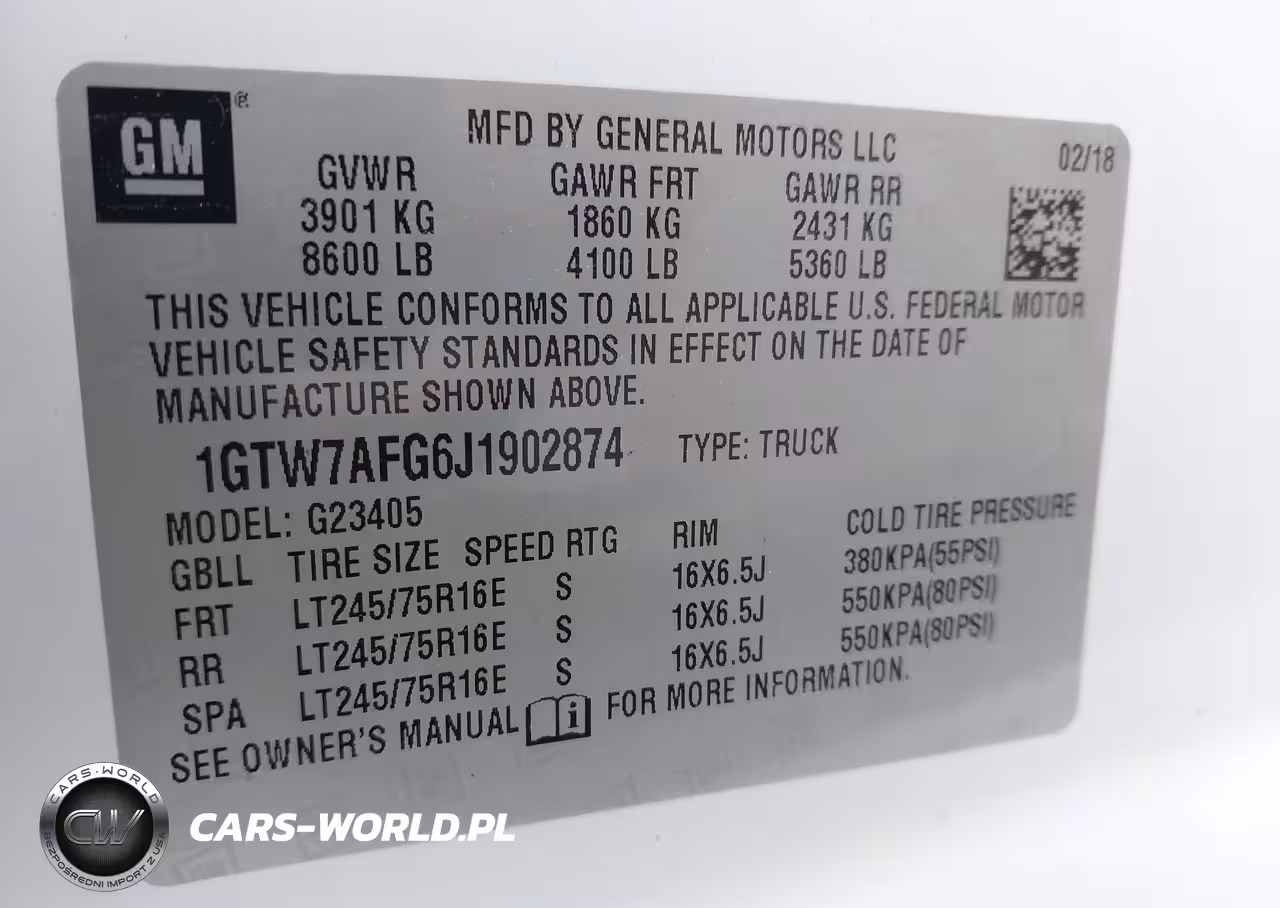 GM ®
MFD BY GENERAL MOTORS LLC 02/18
GVWR GAWR FRT GAWR RR
3901 KG 1860 KG 2431 KG
8600 LB 4100 LB 5360 LB
THIS VEHICLE CONFORMS TO ALL APPLICABLE U.S. FEDERAL MOTOR
VEHICLE SAFETY STANDARDS IN EFFECT ON THE DATE OF
MANUFACTURE SHOWN ABOVE.
1GTW7AFG6J1902874 TYPE: TRUCK
MODEL: G23405
GBLL TIRE SIZE SPEED RTG RIM COLD TIRE PRESSURE
FRT LT245/75R16E S 16X6.5J 380KPA(55PSI)
RR LT245/75R16E S 16X6.5J 550KPA(80PSI)
SPA LT245/75R16E S 16X6.5J 550KPA(80PSI)
SEE OWNER'S MANUAL i FOR MORE INFORMATION.
CARS-WORLD
CW
BEZPOŚREDNI IMPORT Z USA
CARS-WORLD.PL